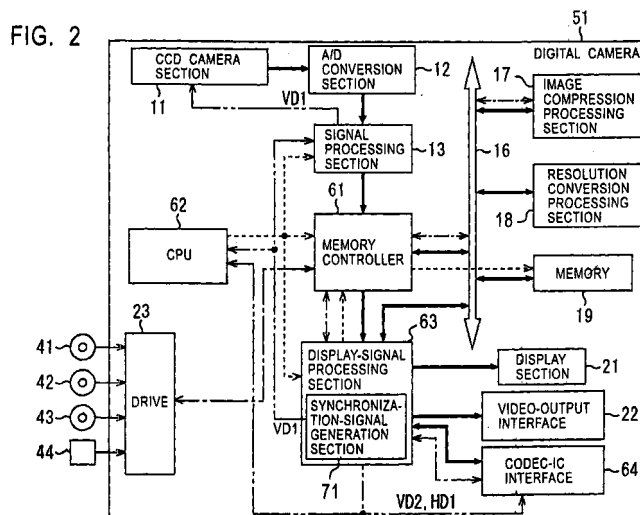 FIG. 2
51
DIGITAL CAMERA
CCD CAMERA
SECTION
11
VD1
A/D
CONVERSION
SECTION
12
17
IMAGE
COMPRESSION
PROCESSING
SECTION
SIGNAL
PROCESSING
SECTION
13
16
RESOLUTION
CONVERSION
PROCESSING
SECTION
18
61
62
CPU
MEMORY
CONTROLLER
MEMORY
19
23
63
41
42
43
44
DRIVE
DISPLAY-SIGNAL
PROCESSING
SECTION
DISPLAY
SECTION
21
VD1
SYNCHRONIZA-
TION-SIGNAL
GENERATION
SECTION
71
VIDEO-OUTPUT
INTERFACE
22
CODEC-IC
INTERFACE
64
VD2, HD1